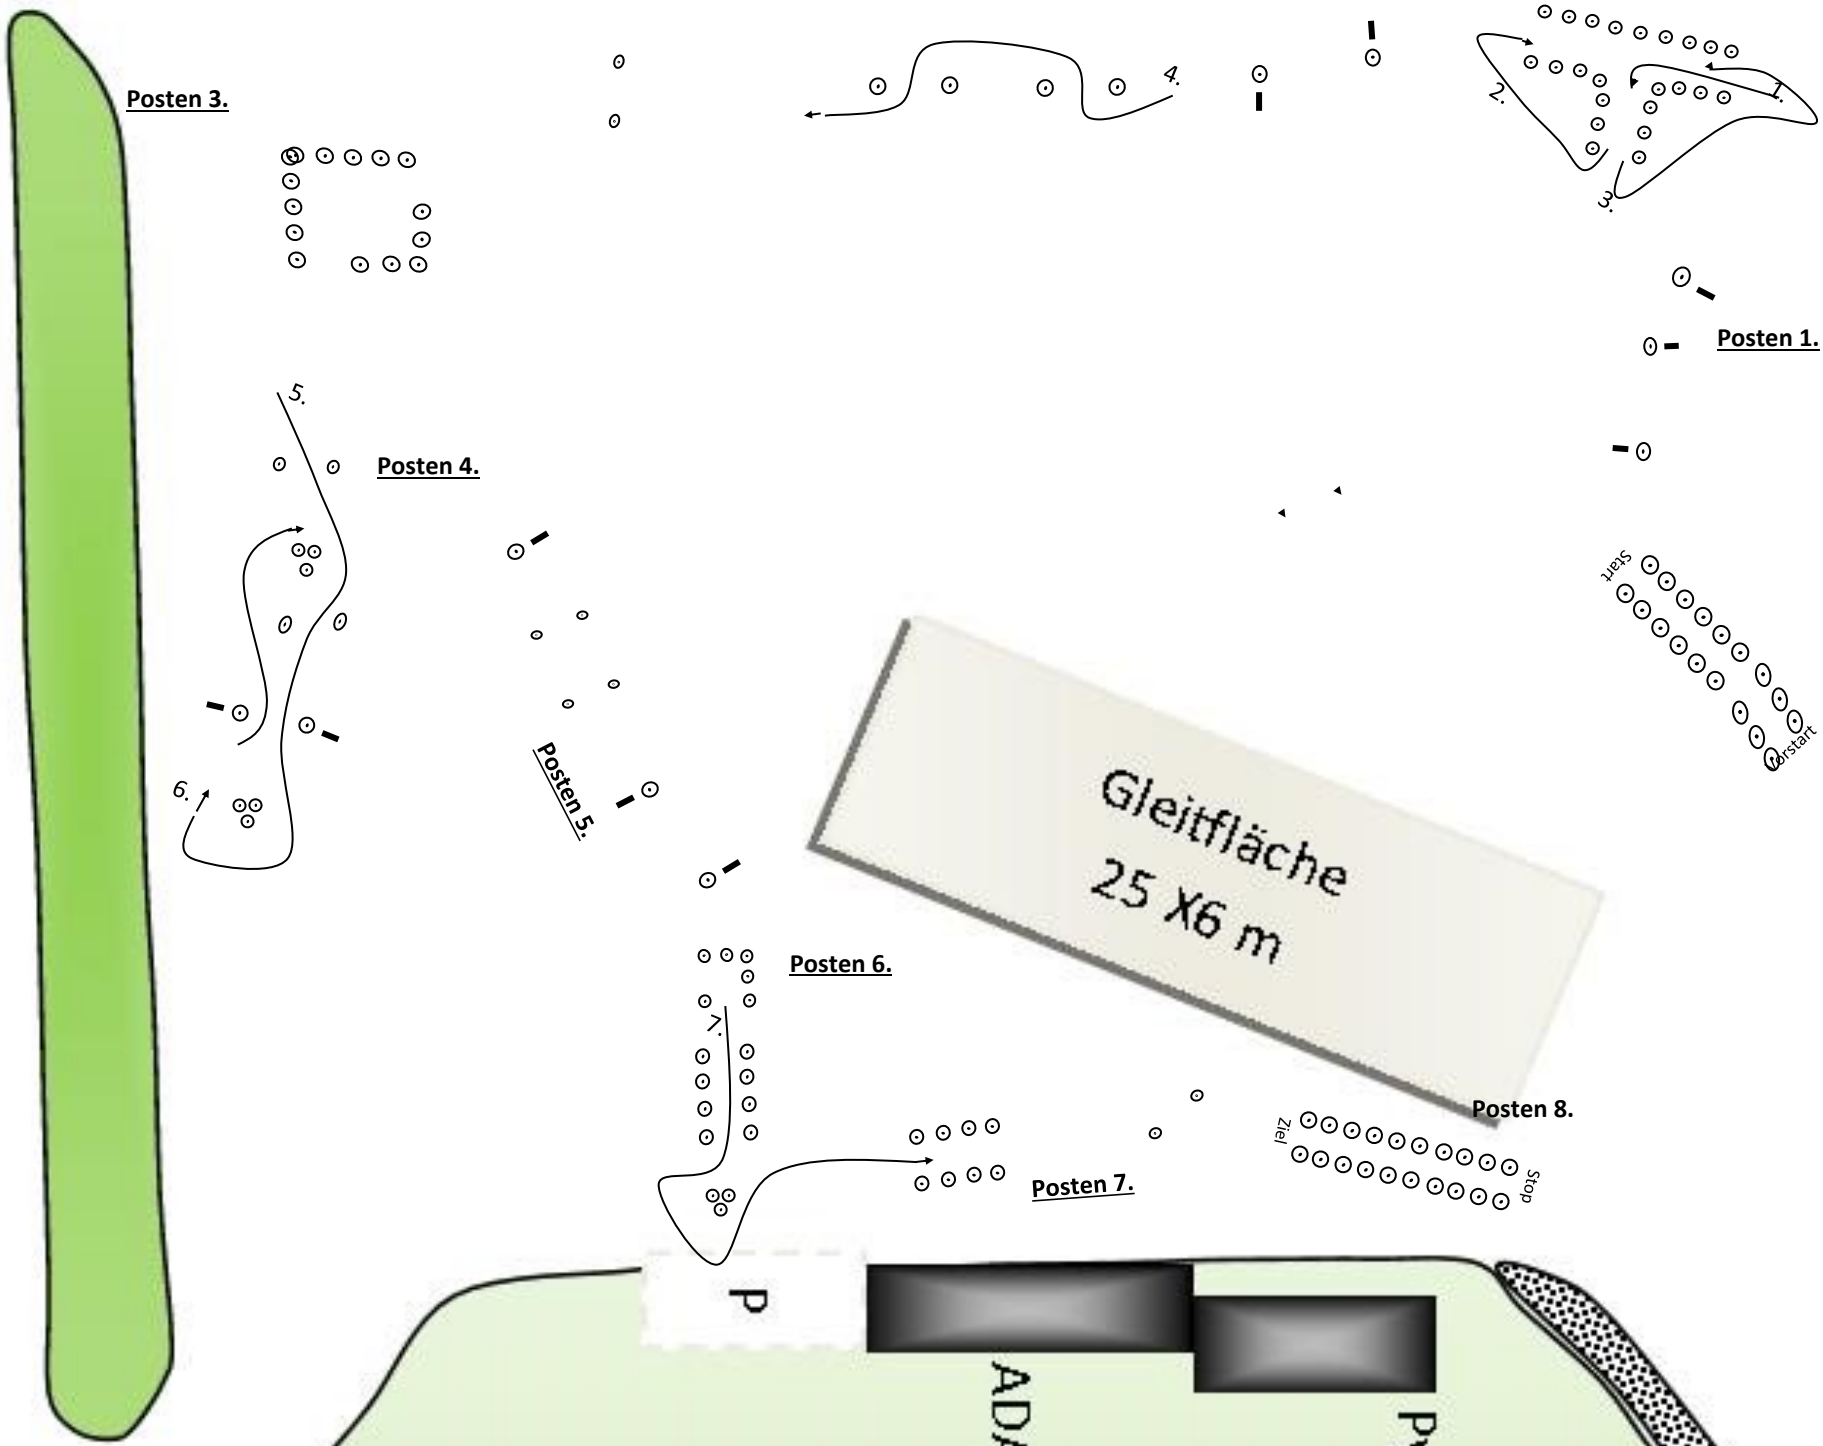 4.
1.
2.
3.
Posten 3.
Posten 1.
5.
Posten 4.
Start
Vorstart
6.
Posten 5.
Gleitfläche
25 X6 m
Posten 6.
7.
Posten 8.
Ziel
Stop
Posten 7.
P